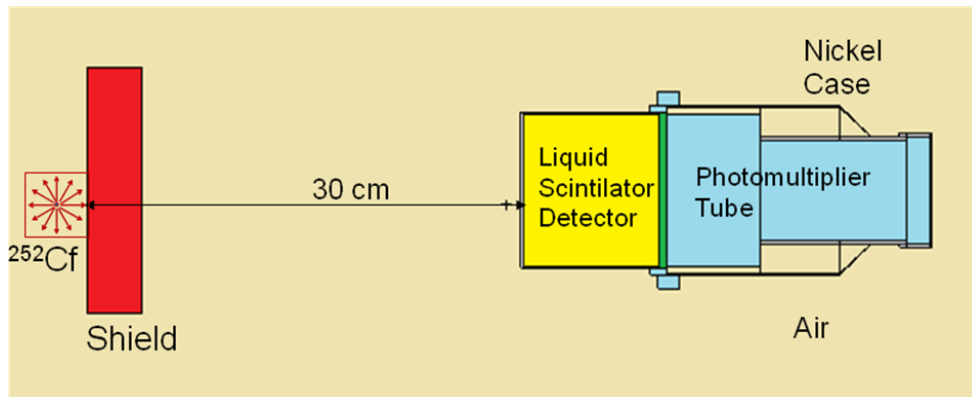 Nickel
Case
Liquid
Scintilator
Detector
Photomultiplier
Tube
30 cm
+
²⁵²Cf
Shield
Air